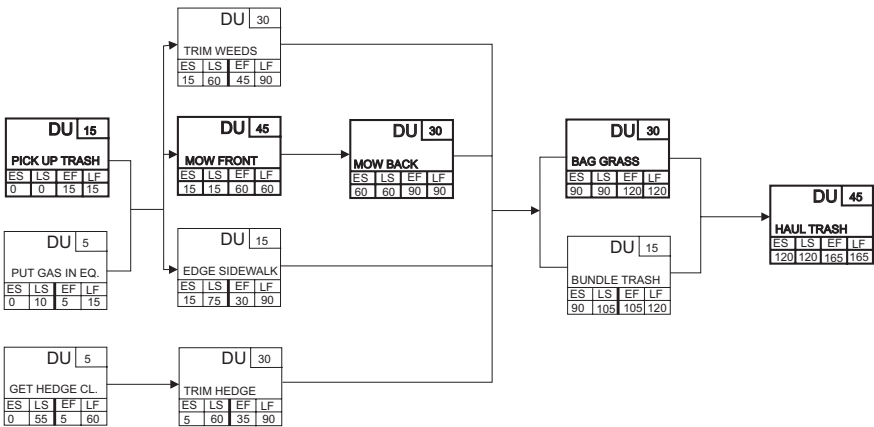 DU 30
TRIM WEEDS
ES LS EF LF
15 60 45 90
DU 15
PICK UP TRASH
ES LS EF LF
0 0 15 15
DU 45
MOW FRONT
ES LS EF LF
15 15 60 60
DU 30
MOW BACK
ES LS EF LF
60 60 90 90
DU 30
BAG GRASS
ES LS EF LF
90 90 120 120
DU 45
HAUL TRASH
ES LS EF LF
120 120 165 165
DU 5
PUT GAS IN EQ.
ES LS EF LF
0 10 5 15
DU 15
EDGE SIDEWALK
ES LS EF LF
15 75 30 90
DU 15
BUNDLE TRASH
ES LS EF LF
90 105 105 120
DU 5
GET HEDGE CL.
ES LS EF LF
0 55 5 60
DU 30
TRIM HEDGE
ES LS EF LF
5 60 35 90